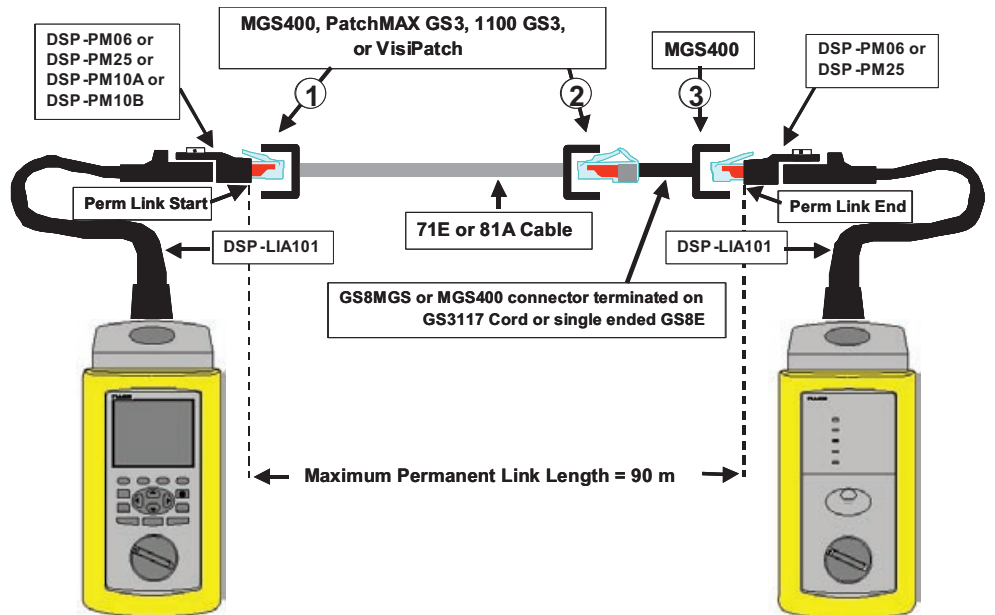 MGS400, PatchMAX GS3, 1100 GS3,
or VisiPatch
DSP-PM06 or
DSP-PM25 or
DSP-PM10A or
DSP-PM10B
MGS400
DSP-PM06 or
DSP-PM25
1
2
3
Perm Link Start
Perm Link End
71E or 81A Cable
DSP-LIA101
DSP-LIA101
GS8MGS or MGS400 connector terminated on
GS3117 Cord or single ended GS8E
FLUKE
FLUKE
Maximum Permanent Link Length = 90 m